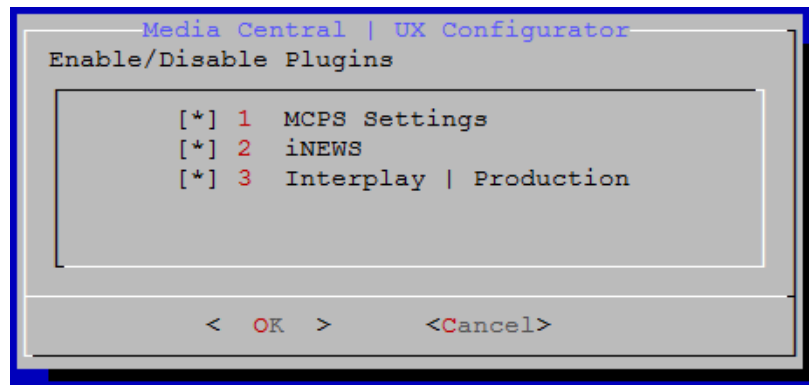 Media Central | UX Configurator
Enable/Disable Plugins
[*] 1 MCPS Settings
[*] 2 iNEWS
[*] 3 Interplay | Production
< OK > <Cancel>